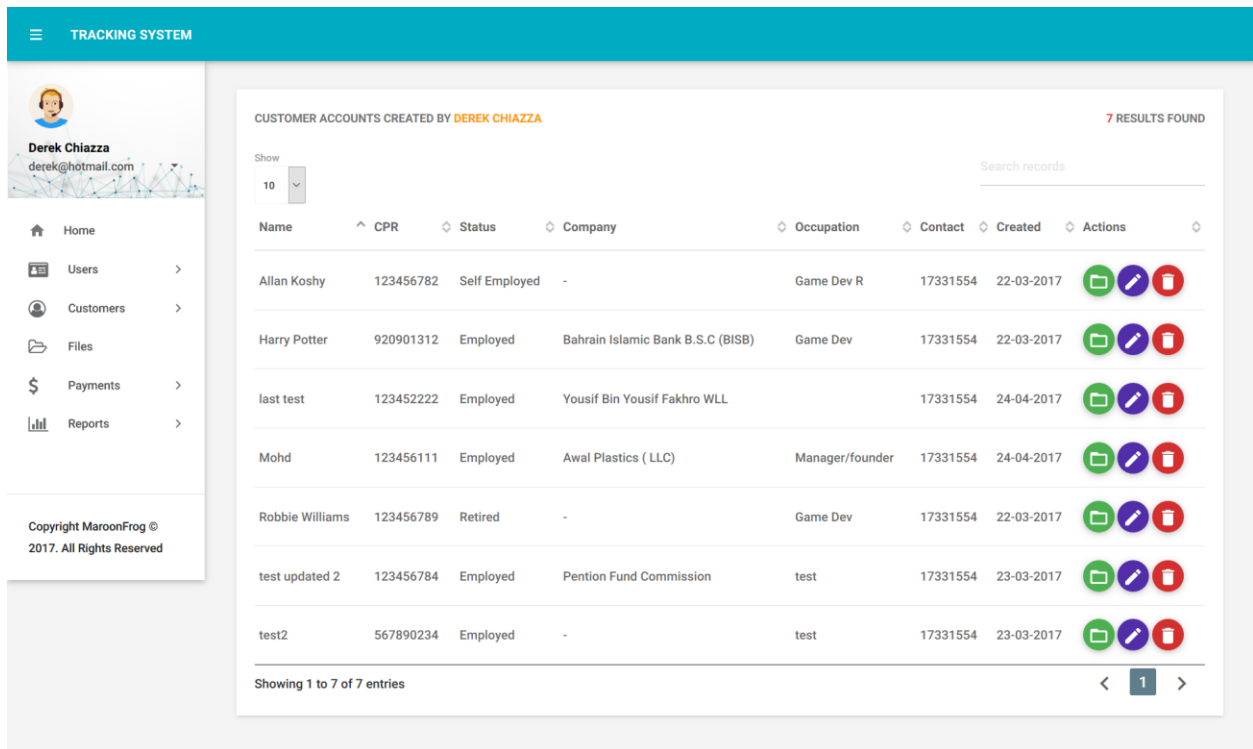 TRACKING SYSTEM
Derek Chiazza
derek@hotmail.com
Home
Users
Customers
Files
Payments
Reports
Copyright MaroonFrog ©
2017. All Rights Reserved
CUSTOMER ACCOUNTS CREATED BY DEREK CHIAZZA 7 RESULTS FOUND
Show
10
Search records
Name CPR Status Company Occupation Contact Created Actions
Allan Koshy 123456782 Self Employed - Game Dev R 17331554 22-03-2017
Harry Potter 920901312 Employed Bahrain Islamic Bank B.S.C (BISB) Game Dev 17331554 22-03-2017
last test 123452222 Employed Yousif Bin Yousif Fakhro WLL 17331554 24-04-2017
Mohd 123456111 Employed Awal Plastics ( LLC) Manager/founder 17331554 24-04-2017
Robbie Williams 123456789 Retired - Game Dev 17331554 22-03-2017
test updated 2 123456784 Employed Pention Fund Commission test 17331554 23-03-2017
test2 567890234 Employed - test 17331554 23-03-2017
Showing 1 to 7 of 7 entries 1